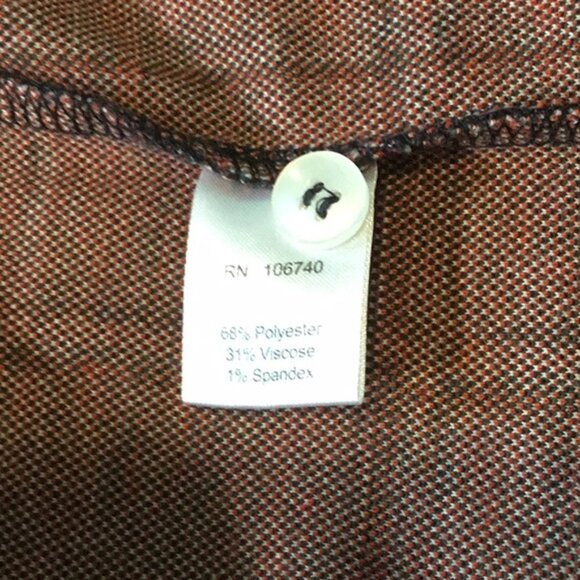 RN 106740
68% Polyester
31% Viscose
1% Spandex